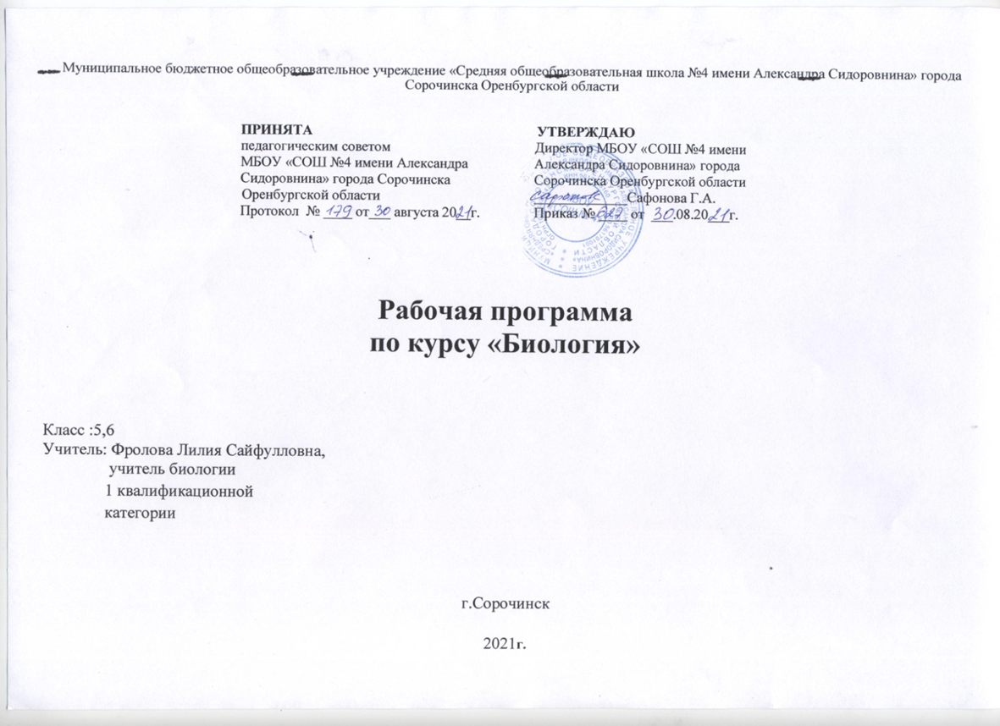 Муниципальное бюджетное общеобразовательное учреждение «Средняя общеобразовательная школа №4 имени Александра Сидоровнина» города
Сорочинска Оренбургской области
ПРИНЯТА
педагогическим советом
МБОУ «СОШ №4 имени Александра
Сидоровнина» города Сорочинска
Оренбургской области
Протокол № 179 от 30 августа 2021г.
УТВЕРЖДАЮ
Директор МБОУ «СОШ №4 имени
Александра Сидоровнина» города
Сорочинска Оренбургской области
Сафонова Г.А.
Приказ № от 30.08.2021г.
Рабочая программа
по курсу «Биология»
Класс :5,6
Учитель: Фролова Лилия Сайфулловна,
учитель биологии
1 квалификационной
категории
г.Сорочинск
2021г.